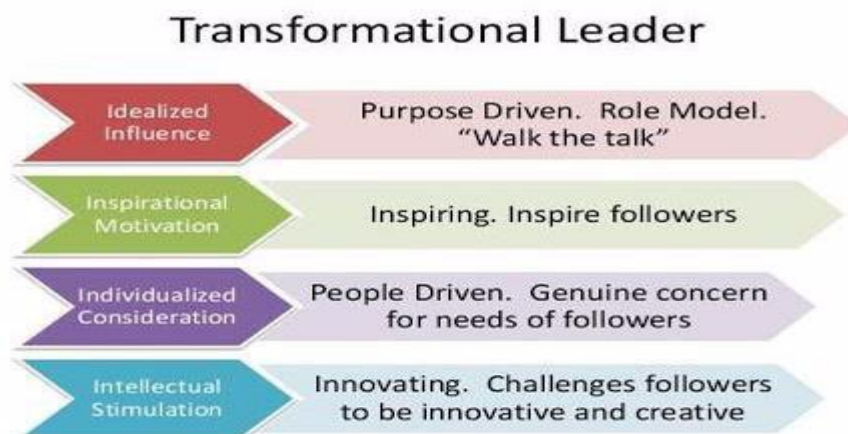 Transformational Leader
Idealized
Influence
Purpose Driven.  Role Model.
“Walk the talk”
Inspirational
Motivation
Inspiring. Inspire followers
Individualized
Consideration
People Driven.  Genuine concern
for needs of followers
Intellectual
Stimulation
Innovating.  Challenges followers
to be innovative and creative